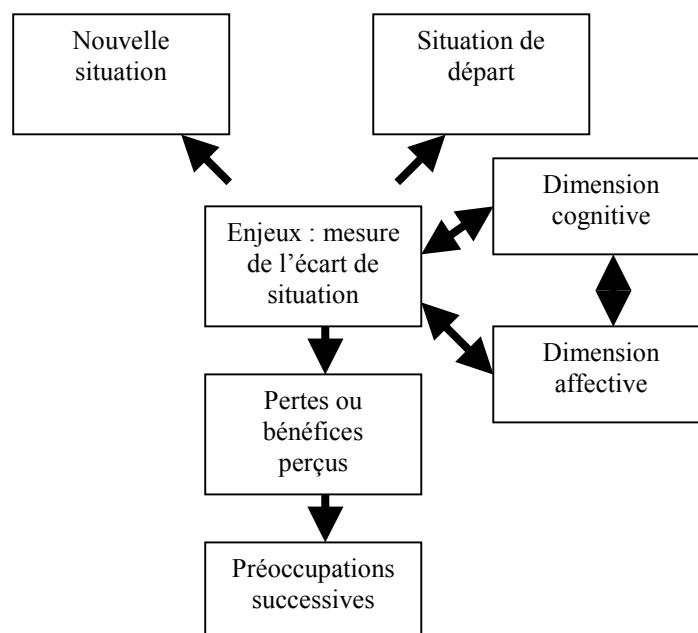 Nouvelle
situation
Situation de
départ
Dimension
cognitive
Enjeux : mesure
de l’écart de
situation
Dimension
affective
Pertes ou
bénéfices
perçus
Préoccupations
successives